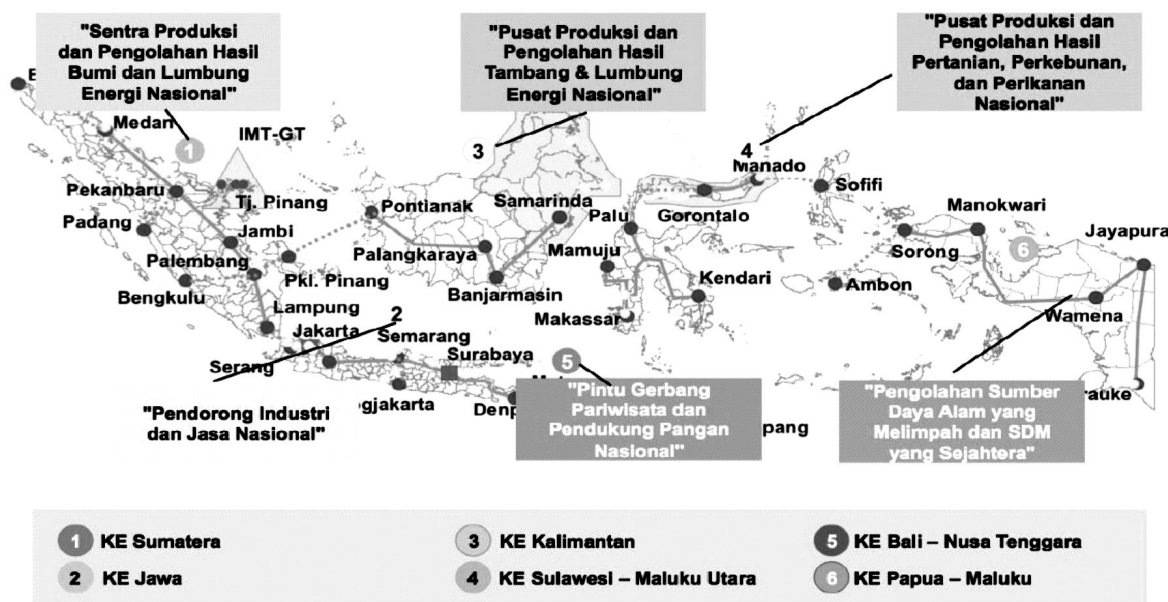 "Sentra Produksi
dan Pengolahan Hasil
Bumi dan Lumbung
Energi Nasional"
"Pusat Produksi dan
Pengolahan Hasil
Tambang & Lumbung
Energi Nasional"
"Pusat Produksi dan
Pengolahan Hasil
Pertanian, Perkebunan,
dan Perikanan
Nasional"
Medan
1
IMT-GT
3
4
Manado
Pekanbaru
Tj. Pinang
Padang
Jambi
Pontianak
Samarinda
Palu
Gorontalo
Sofifi
Manokwari
Jayapura
6
Sorong
Palembang
Pkl. Pinang
Palangkaraya
Mamuju
Bengkulu
Lampung
Banjarmasin
Kendari
Ambon
Wamena
Jakarta
2
Makassar
Serang
Semarang
Surabaya
5
"Pendorong Industri
dan Jasa Nasional"
ogjakarta
Denp
"Pintu Gerbang
Pariwisata dan
Pendukung Pangan
Nasional"
pang
"Pengolahan Sumber
Daya Alam yang
Melimpah dan SDM
yang Sejahtera"
rauke
1 KE Sumatera
2 KE Jawa
3 KE Kalimantan
4 KE Sulawesi – Maluku Utara
5 KE Bali – Nusa Tenggara
6 KE Papua – Maluku